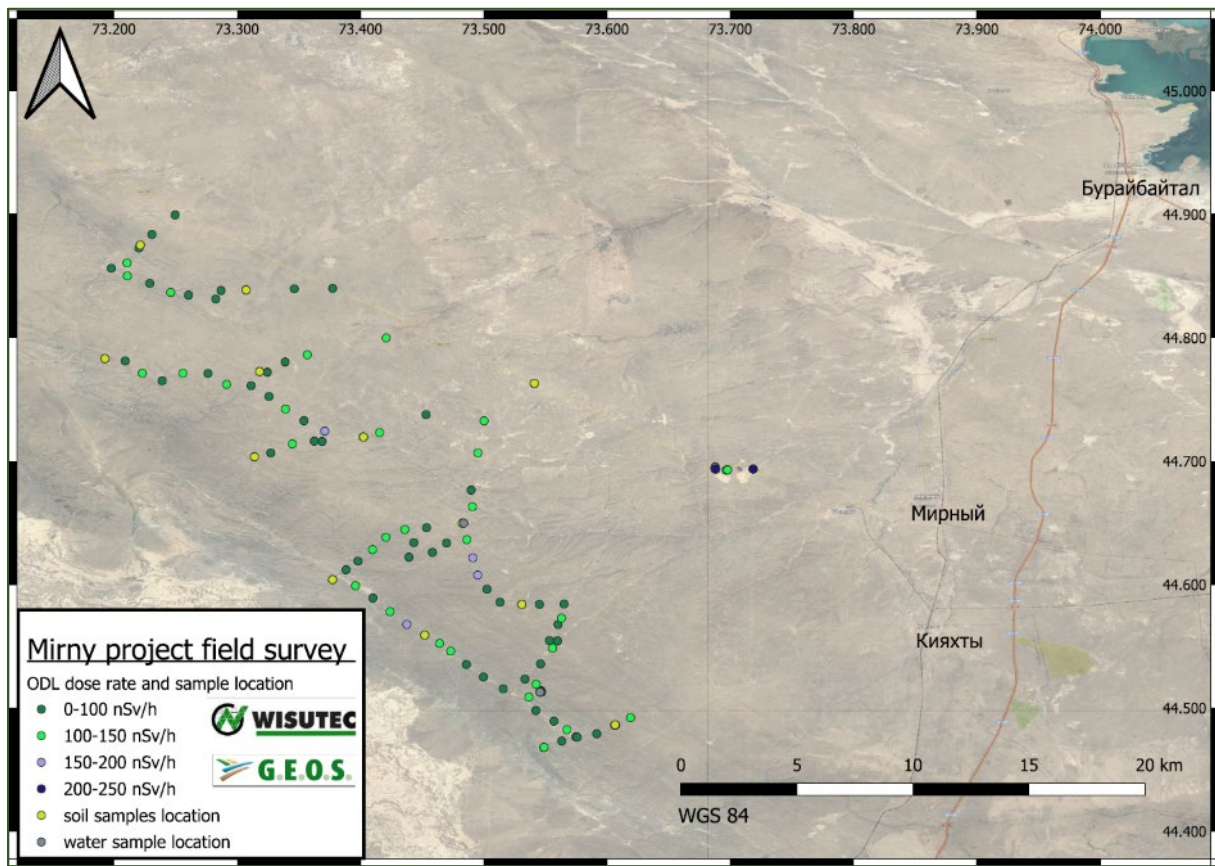 73.200 73.300 73.400 73.500 73.600 73.700 73.800 73.900 74.000
45.000
Бурайбайтал
44.900
44.800
44.700
Мирный
44.600
Кияхты
44.500
44.400
Mirny project field survey
ODL dose rate and sample location
0-100 nSv/h
100-150 nSv/h
150-200 nSv/h
200-250 nSv/h
soil samples location
water sample location
WISUTEC
G.E.O.S.
0 5 10 15 20 km
WGS 84